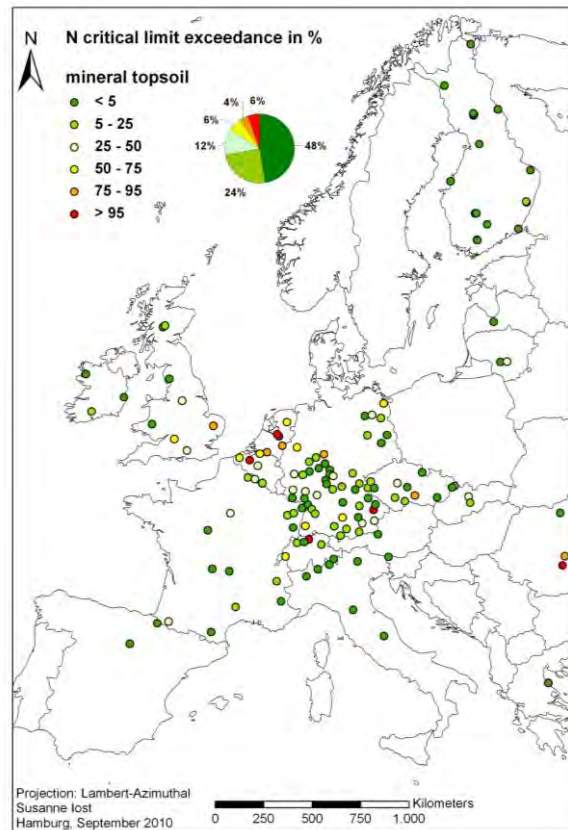 N
N critical limit exceedance in %
mineral topsoil
< 5
5 - 25
25 - 50
50 - 75
75 - 95
> 95
4%
6%
6%
12%
48%
24%
Projection: Lambert-Azimuthal
Susanne Iost
Hamburg, September 2010
Kilometers
0
250
500
750
1.000